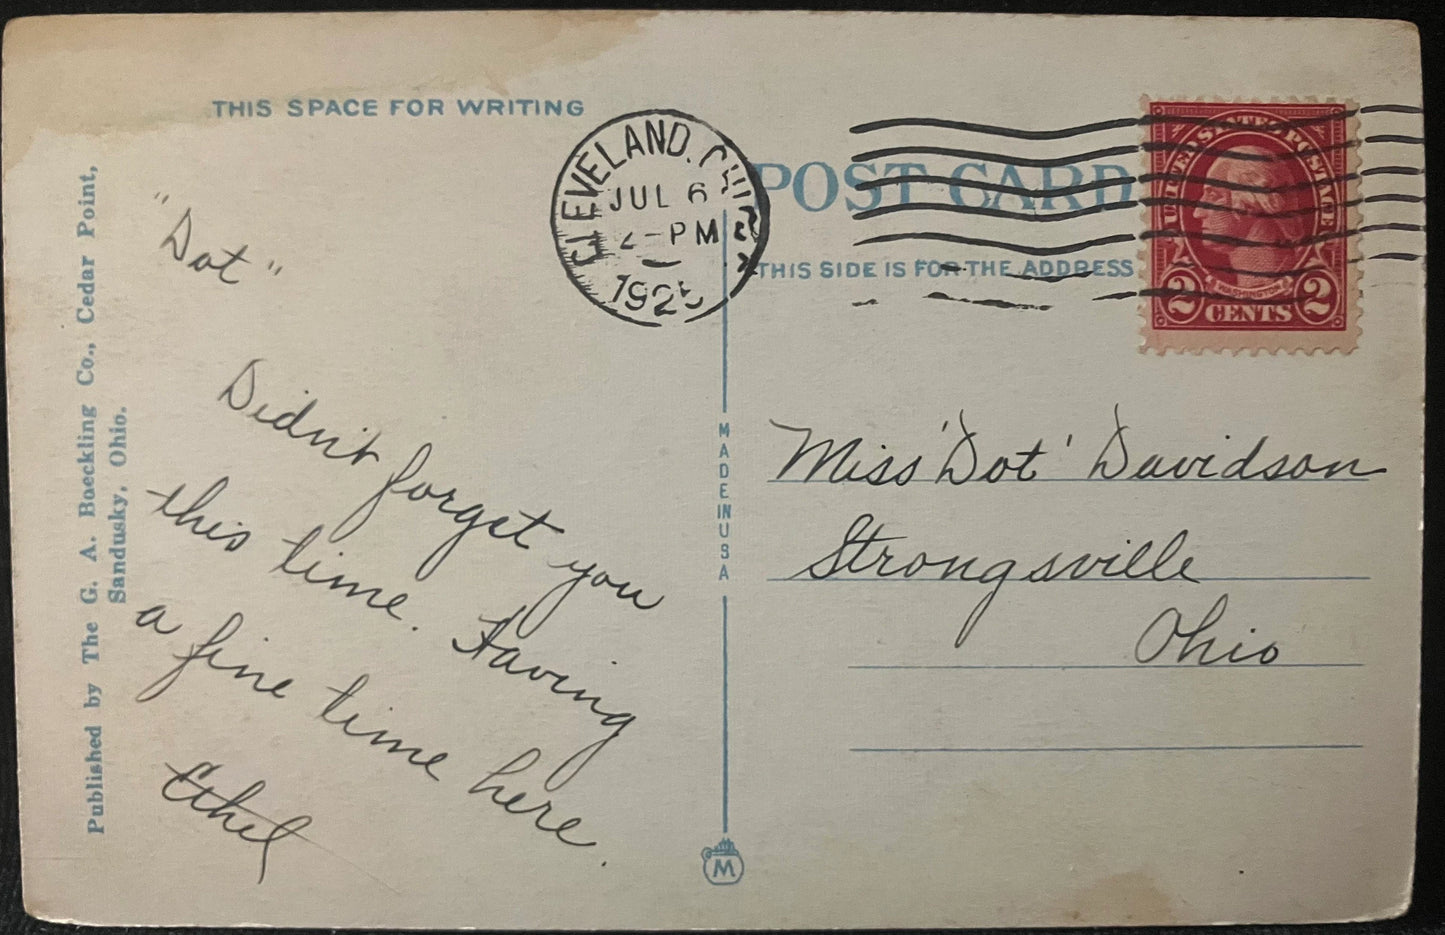 THIS SPACE FOR WRITING
Published by The G. A. Boeckling Co., Cedar Point,
Sandusky, Ohio.
"Dot"
Didn't forget you
this time. Having
a fine time here.
Ethel
CLEVELAND. OHIO
JUL 6
2-PM
1925
POST CARD
THIS SIDE IS FOR THE ADDRESS
UNITED STATES POSTAGE
WASHINGTON
2 CENTS 2
MADE IN USA
M
Miss 'Dot' Davidson
Strongsville
Ohio